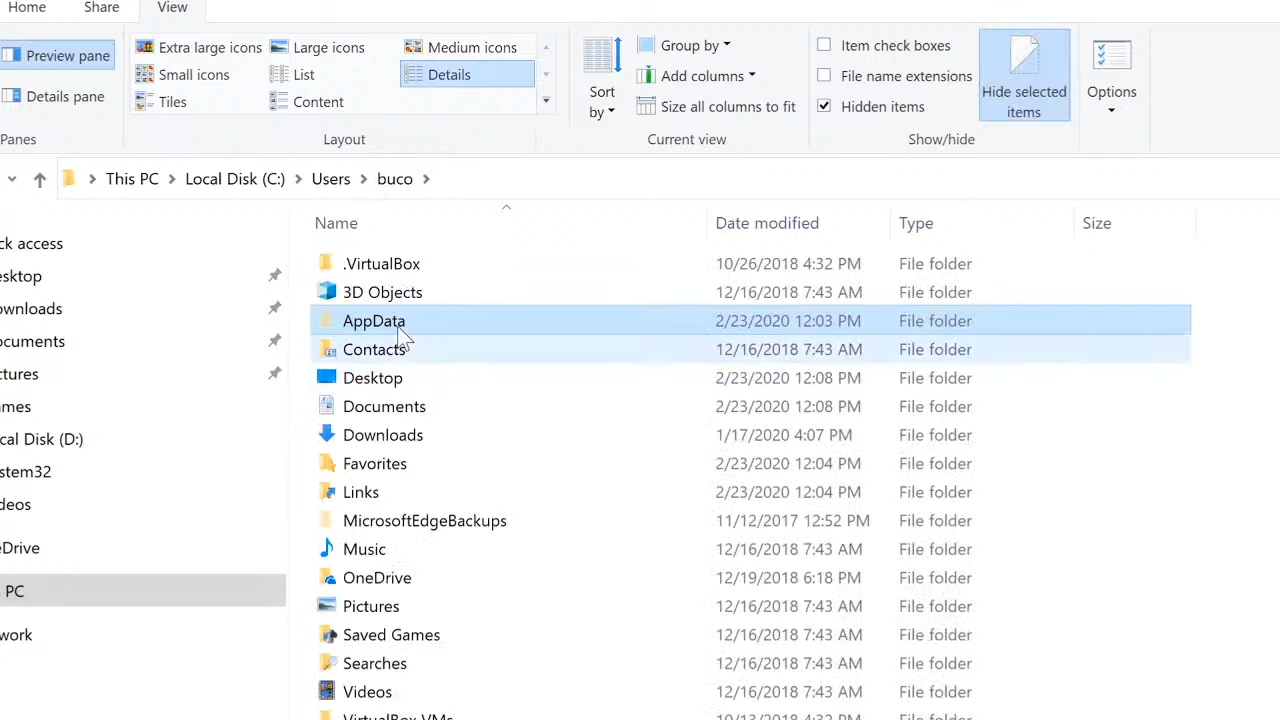 Home Share View
Preview pane
Details pane
Panes
Extra large icons Large icons Medium icons
Small icons List Details
Tiles Content
Layout
Sort by
Group by
Add columns
Size all columns to fit
Current view
Item check boxes
File name extensions
Hidden items
Hide selected items
Show/hide
Options
This PC Local Disk (C:) Users buco
ck access
esktop
ownloads
ocuments
ctures
mes
cal Disk (D:)
stem32
deos
eDrive
PC
work
Name Date modified Type Size
.VirtualBox 10/26/2018 4:32 PM File folder
3D Objects 12/16/2018 7:43 AM File folder
AppData 2/23/2020 12:03 PM File folder
Contacts 12/16/2018 7:43 AM File folder
Desktop 2/23/2020 12:08 PM File folder
Documents 2/23/2020 12:08 PM File folder
Downloads 1/17/2020 4:07 PM File folder
Favorites 2/23/2020 12:04 PM File folder
Links 2/23/2020 12:04 PM File folder
MicrosoftEdgeBackups 11/12/2017 12:52 PM File folder
Music 12/16/2018 7:43 AM File folder
OneDrive 12/19/2018 6:18 PM File folder
Pictures 12/16/2018 7:43 AM File folder
Saved Games 12/16/2018 7:43 AM File folder
Searches 12/16/2018 7:43 AM File folder
Videos 12/16/2018 7:43 AM File folder
VirtualBox VMs 10/13/2018 4:32 PM File folder